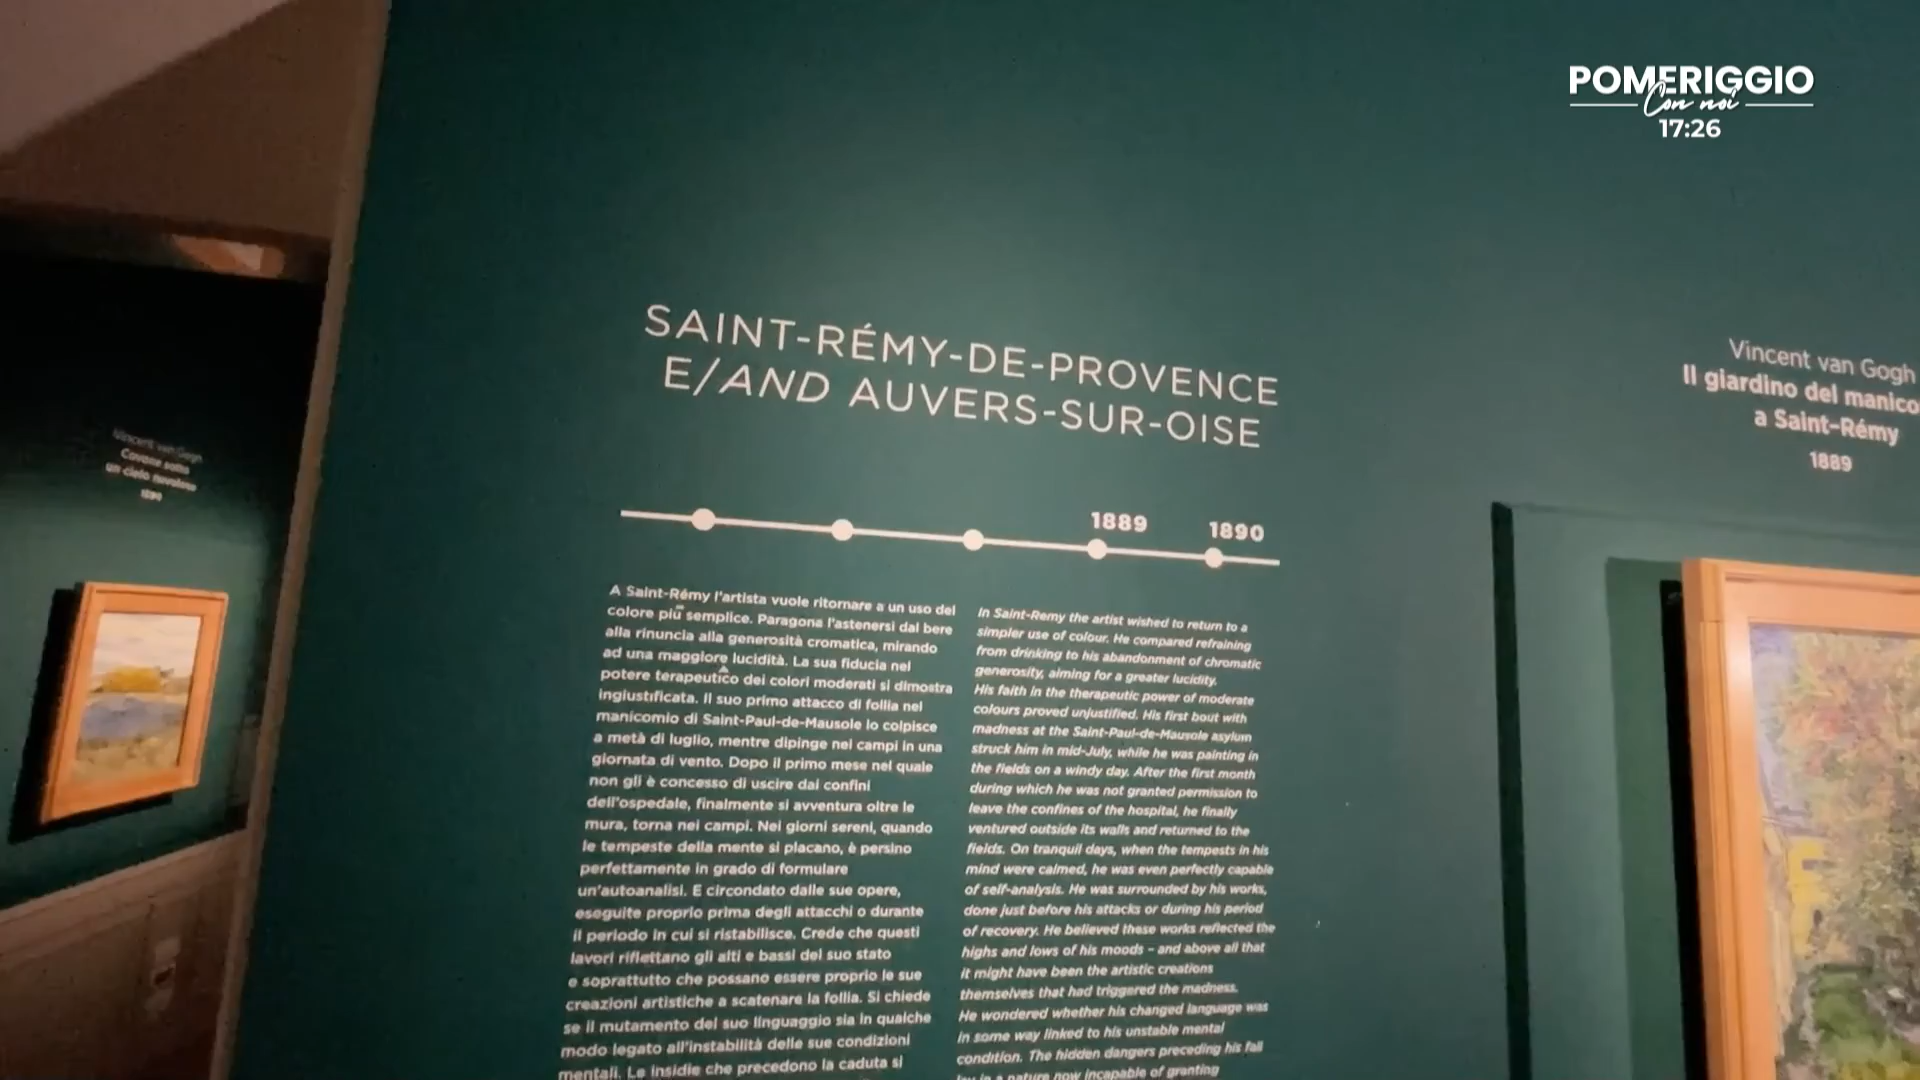 POMERIGGIO
Con noi
17:26
Vincent van Gogh
Covone sotto
un cielo nuvoloso
1890
SAINT-RÉMY-DE-PROVENCE
E/AND AUVERS-SUR-OISE
1889
1890
A Saint-Rémy l'artista vuole ritornare a un uso del
colore più semplice. Paragona l'astenersi dal bere
alla rinuncia alla generosità cromatica, mirando
ad una maggiore lucidità. La sua fiducia nel
potere terapeutico dei colori moderati si dimostra
ingiustificata. Il suo primo attacco di follia nel
manicomio di Saint-Paul-de-Mausole lo colpisce
a metà di luglio, mentre dipinge nei campi in una
giornata di vento. Dopo il primo mese nel quale
non gli è concesso di uscire dai confini
dell'ospedale, finalmente si avventura oltre le
mura, torna nei campi. Nei giorni sereni, quando
le tempeste della mente si placano, è persino
perfettamente in grado di formulare
un'autoanalisi. E circondato dalle sue opere,
eseguite proprio prima degli attacchi o durante
il periodo in cui si ristabilisce. Crede che questi
lavori riflettano gli alti e bassi del suo stato
e soprattutto che possano essere proprio le sue
creazioni artistiche a scatenare la follia. Si chiede
se il mutamento del suo linguaggio sia in qualche
modo legato all'instabilità delle sue condizioni
mentali. Le insidie che precedono la caduta si
In Saint-Remy the artist wished to return to a
simpler use of colour. He compared refraining
from drinking to his abandonment of chromatic
generosity, aiming for a greater lucidity.
His faith in the therapeutic power of moderate
colours proved unjustified. His first bout with
madness at the Saint-Paul-de-Mausole asylum
struck him in mid-July, while he was painting in
the fields on a windy day. After the first month
during which he was not granted permission to
leave the confines of the hospital, he finally
ventured outside its walls and returned to the
fields. On tranquil days, when the tempests in his
mind were calmed, he was even perfectly capable
of self-analysis. He was surrounded by his works,
done just before his attacks or during his period
of recovery. He believed these works reflected the
highs and lows of his moods – and above all that
it might have been the artistic creations
themselves that had triggered the madness.
He wondered whether his changed language was
in some way linked to his unstable mental
condition. The hidden dangers preceding his fall
lay in a nature now incapable of granting
Vincent van Gogh
Il giardino del manico
a Saint-Rémy
1889